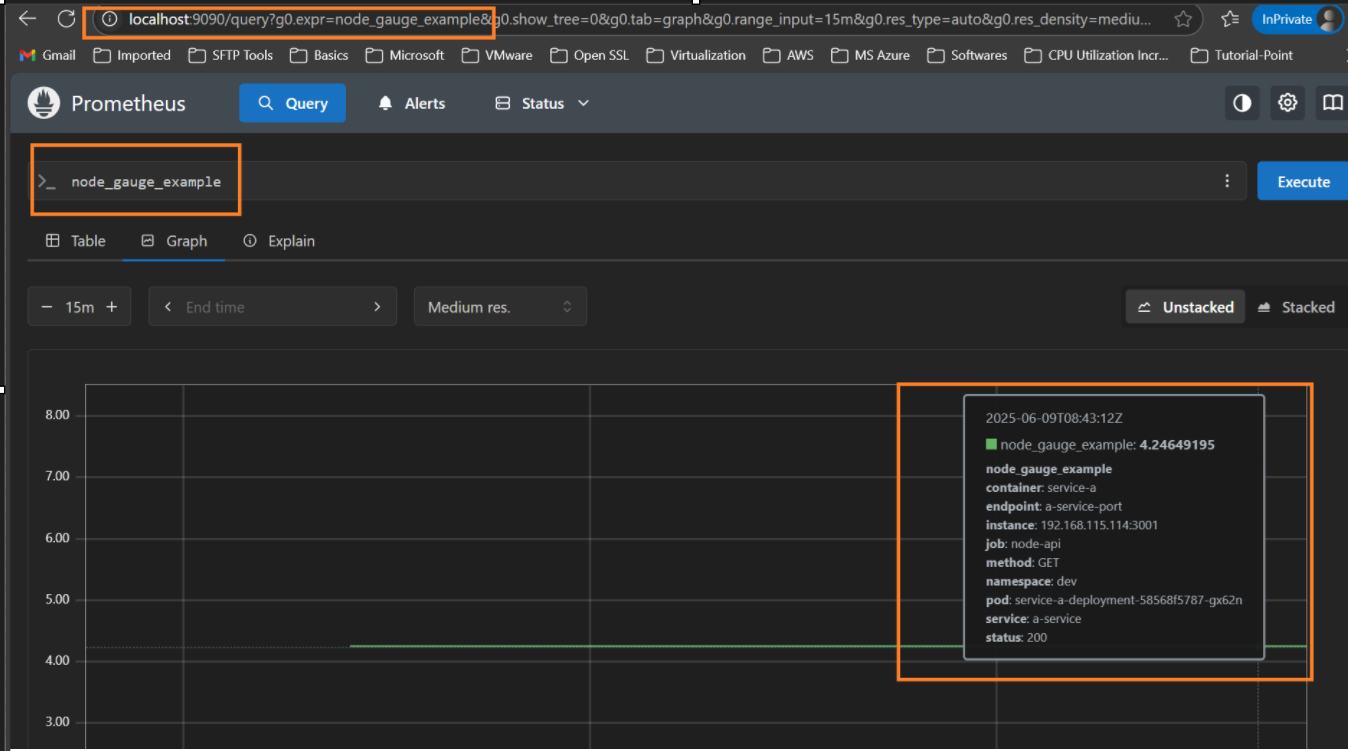 localhost:9090/query?g0.expr=node_gauge_example&g0.show_tree=0&g0.tab=graph&g0.range_input=15m&g0.res_type=auto&g0.res_density=mediu...
InPrivate
Gmail Imported SFTP Tools Basics Microsoft VMware Open SSL Virtualization AWS MS Azure Softwares CPU Utilization Incr... Tutorial-Point
Prometheus Query Alerts Status
>_ node_gauge_example
Execute
Table Graph Explain
− 15m + < End time > Medium res. Unstacked Stacked
8.00
7.00
6.00
5.00
4.00
3.00
2025-06-09T08:43:12Z
node_gauge_example: 4.24649195
node_gauge_example
container: service-a
endpoint: a-service-port
instance: 192.168.115.114:3001
job: node-api
method: GET
namespace: dev
pod: service-a-deployment-58568f5787-gx62n
service: a-service
status: 200